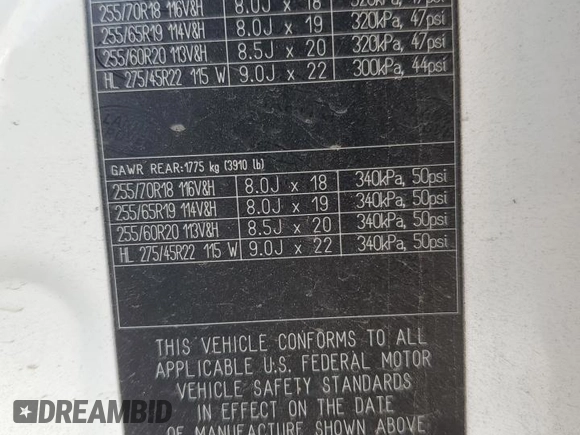 255/70R18 116V&H 8.0J x 18 320kPa, 47psi
255/65R19 114V&H 8.0J x 19 320kPa, 47psi
255/60R20 113V&H 8.5J x 20 320kPa, 47psi
HL 275/45R22 115 W 9.0J x 22 300kPa, 44psi
GAWR REAR:1775 kg (3910 lb)
255/70R18 116V&H 8.0J x 18 340kPa, 50psi
255/65R19 114V&H 8.0J x 19 340kPa, 50psi
255/60R20 113V&H 8.5J x 20 340kPa, 50psi
HL 275/45R22 115 W 9.0J x 22 340kPa, 50psi
THIS VEHICLE CONFORMS TO ALL
APPLICABLE U.S. FEDERAL MOTOR
VEHICLE SAFETY STANDARDS
IN EFFECT ON THE DATE
OF MANUFACTURE SHOWN ABOVE
DREAMBID